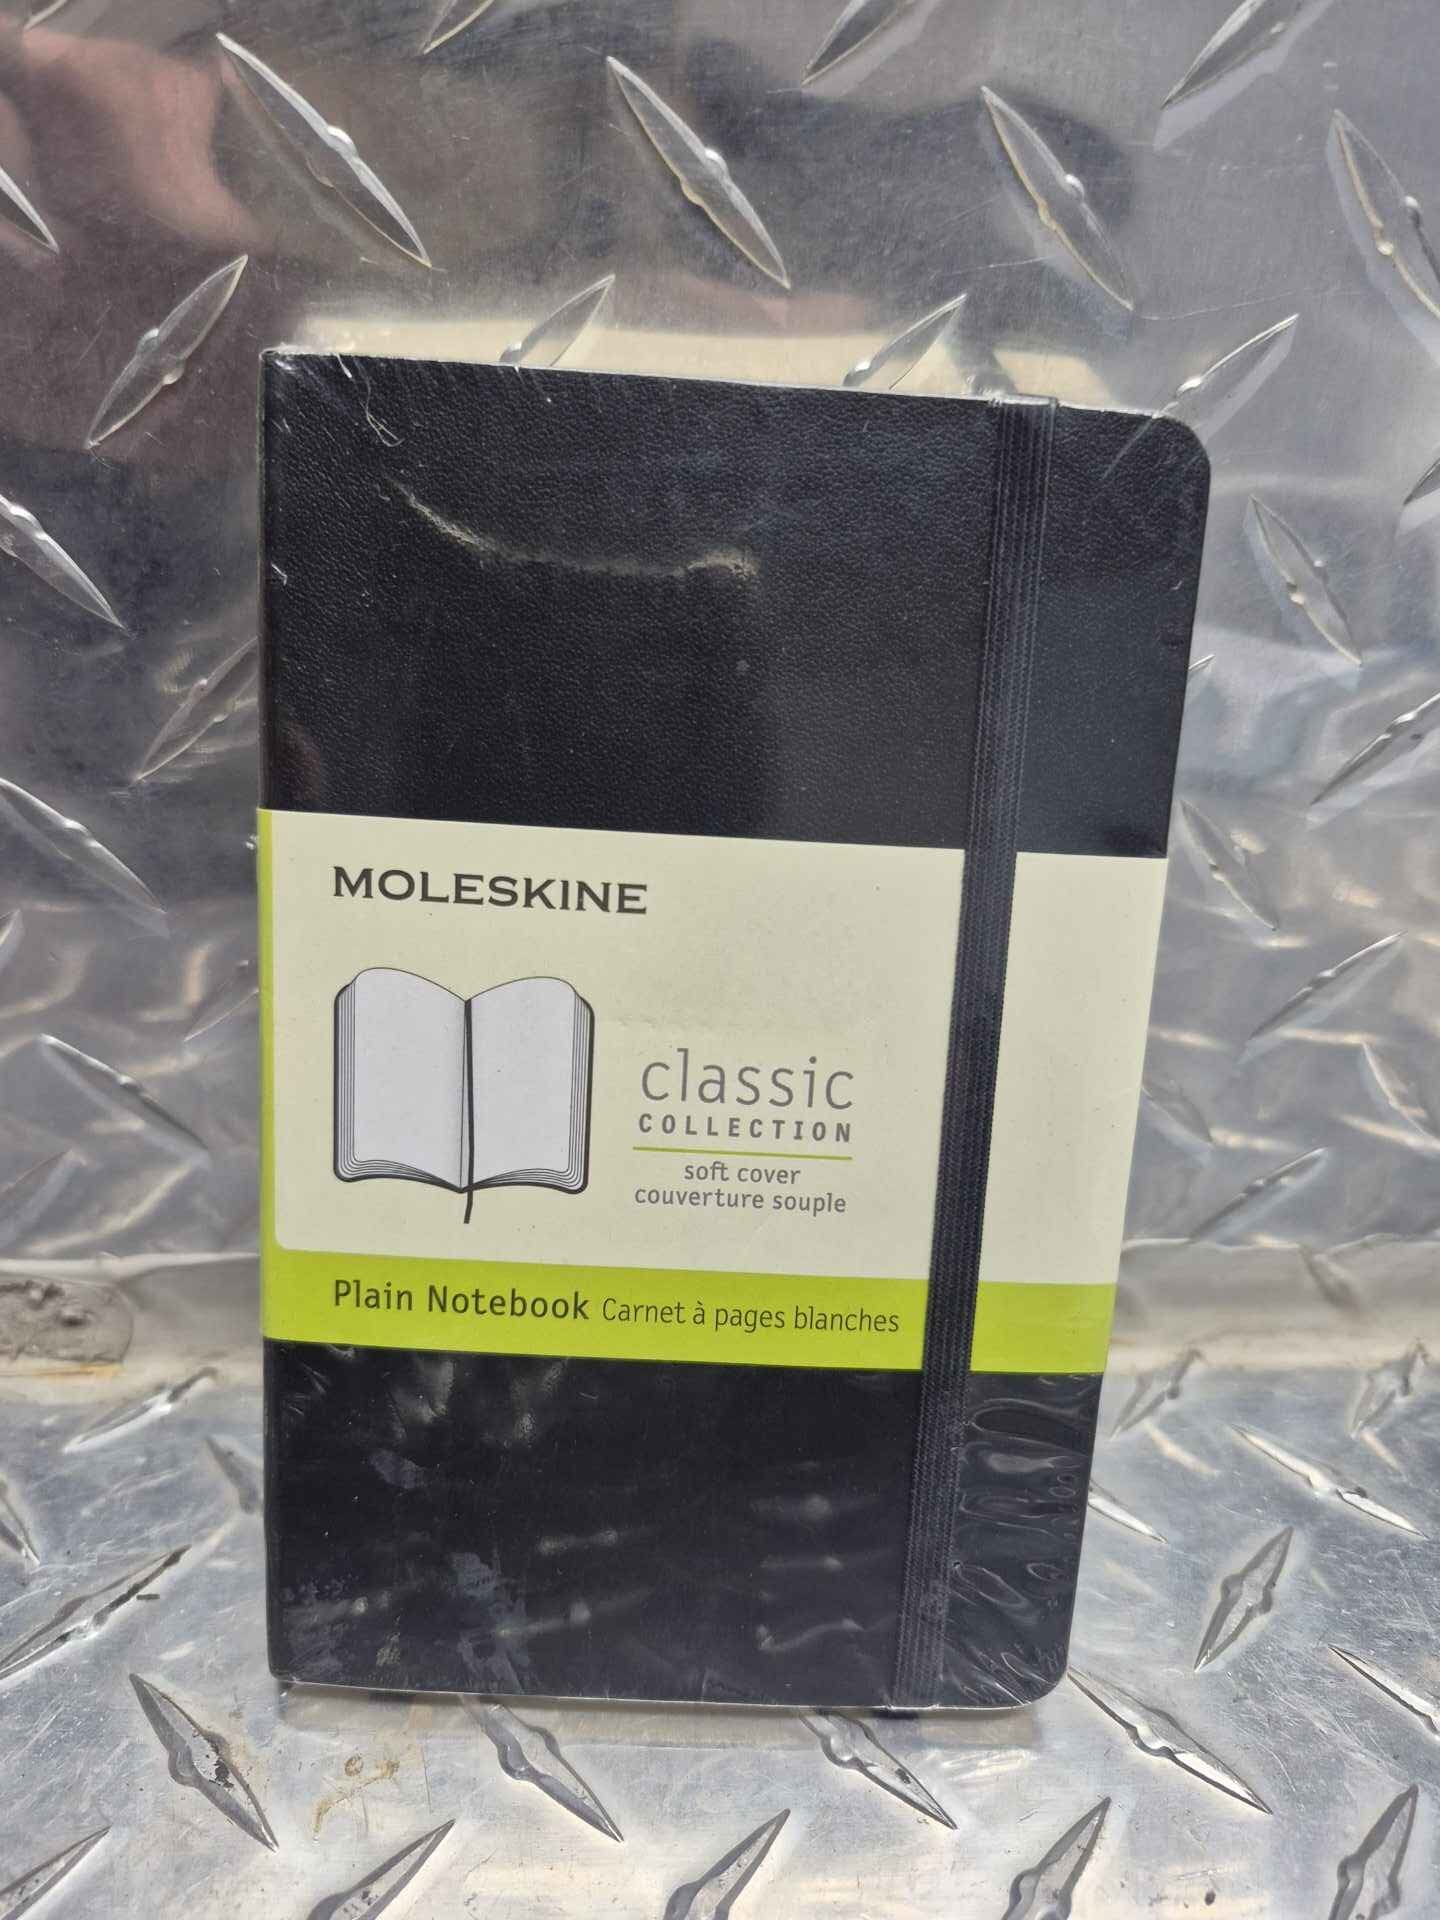 MOLESKINE
classic
COLLECTION
soft cover
couverture souple
Plain Notebook Carnet à pages blanches